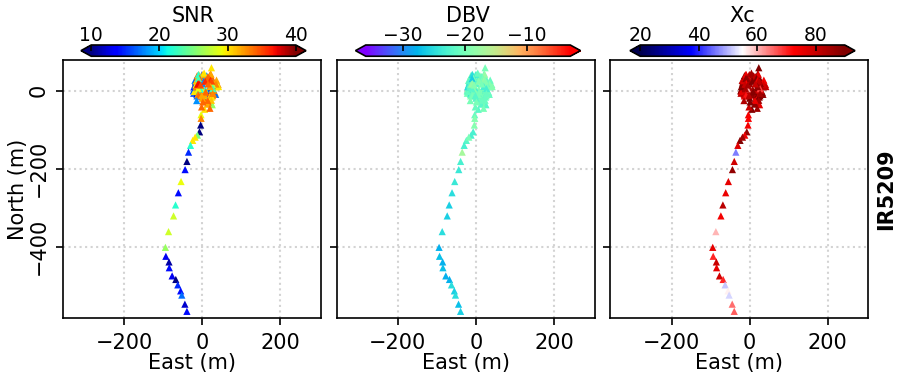 SNR DBV Xc
10 20 30 40 −30 −20 −10 20 40 60 80
North (m)
0
−200
−400
IR5209
−200 0 200 −200 0 200 −200 0 200
East (m) East (m) East (m)